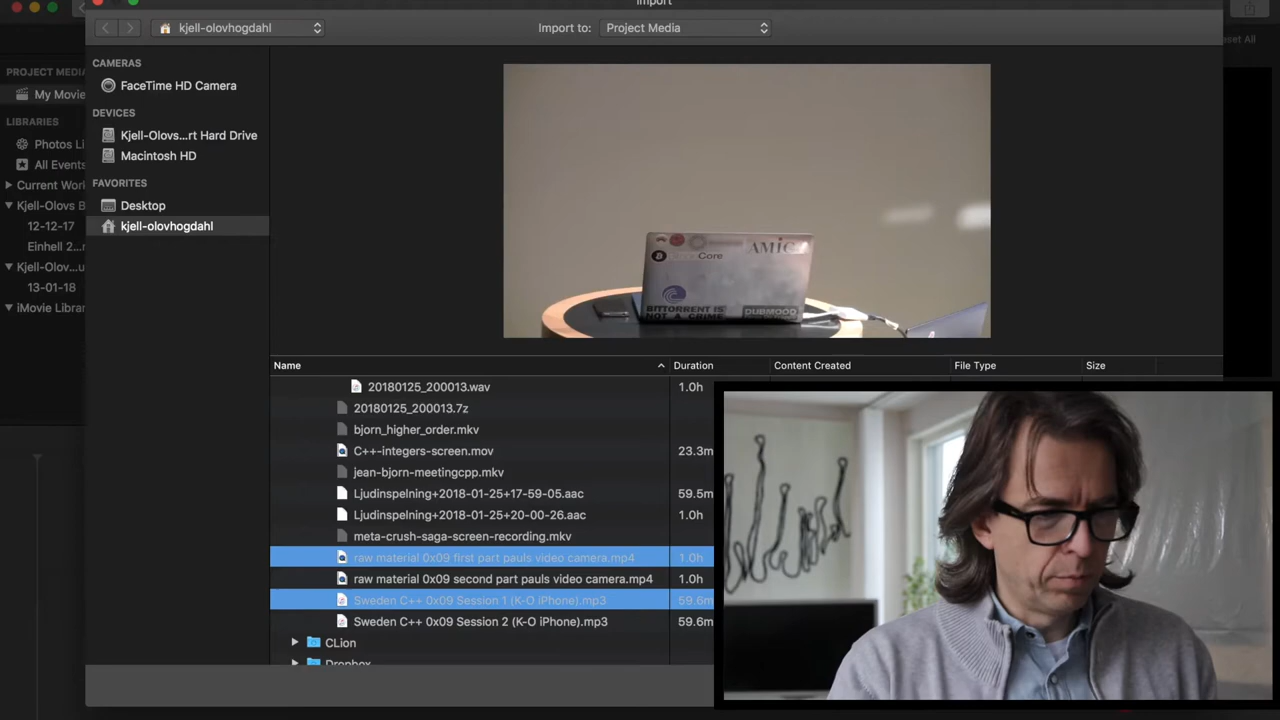 Import
kjell-olovhogdahl
Import to: Project Media
set All
PROJECT MEDIA
My Movie
LIBRARIES
Photos Li
All Events
Current Wor
Kjell-Olovs B
12-12-17
Einhell 2...
Kjell-Olov...u
13-01-18
iMovie Librar
CAMERAS
FaceTime HD Camera
DEVICES
Kjell-Olovs...rt Hard Drive
Macintosh HD
FAVORITES
Desktop
kjell-olovhogdahl
AMIC
Core
BITTORRENT IS
NOT A CRIME
DUBMOOD
Name Duration Content Created File Type Size
20180125_200013.wav 1.0h
20180125_200013.7z
bjorn_higher_order.mkv
C++-integers-screen.mov 23.3m
jean-bjorn-meetingcpp.mkv
Ljudinspelning+2018-01-25+17-59-05.aac 59.5m
Ljudinspelning+2018-01-25+20-00-26.aac 1.0h
meta-crush-saga-screen-recording.mkv
raw material 0x09 first part pauls video camera.mp4 1.0h
raw material 0x09 second part pauls video camera.mp4 1.0h
Sweden C++ 0x09 Session 1 (K-O iPhone).mp3 59.6m
Sweden C++ 0x09 Session 2 (K-O iPhone).mp3 59.6m
CLion
Dropbox